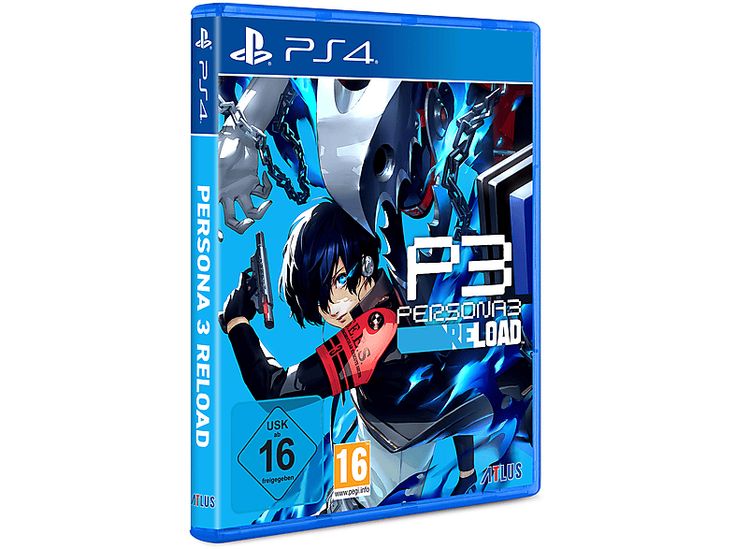 PS4
PERSONA 3 RELOAD
ATLUS
PS4
P3
PERSONA3
RELOAD
S.E.E.S
USK
ab
16
freigegeben
16
www.pegi.info
ATLUS